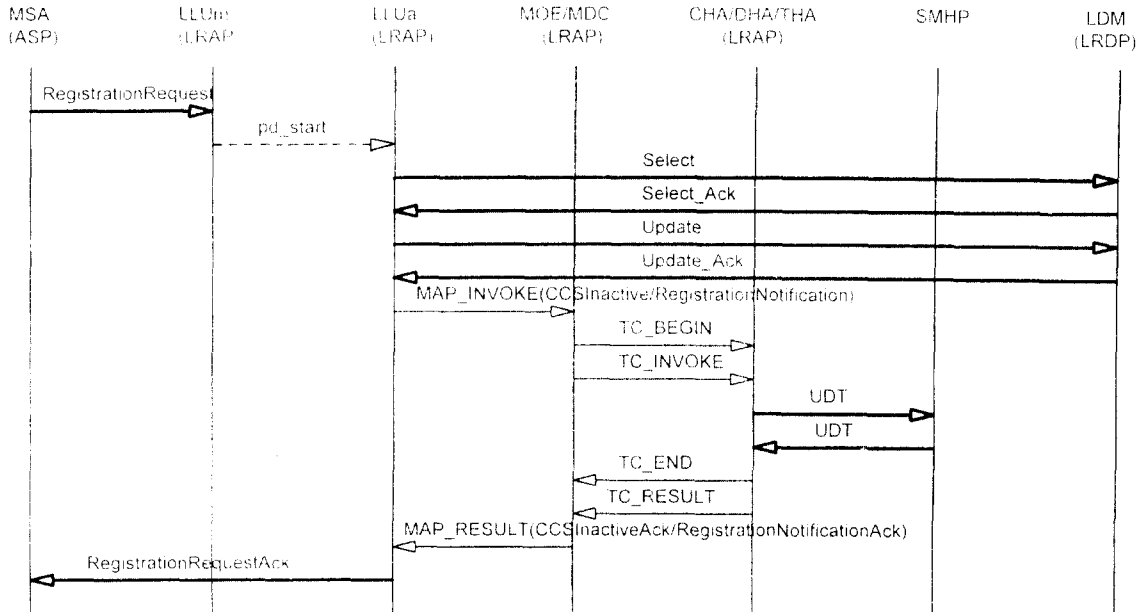 MSA
(ASP)
LLUm
(LRAP
LLUa
(LRAP)
MOE/MDC
(LRAP)
CHA/DHA/THA
(LRAP)
SMHP
LDM
(LRDP)
RegistrationRequest
pd_start
Select
Select_Ack
Update
Update_Ack
MAP_INVOKE(CCSInactive/RegistrationNotification)
TC_BEGIN
TC_INVOKE
UDT
UDT
TC_END
TC_RESULT
MAP_RESULT(CCSInactiveAck/RegistrationNotificationAck)
RegistrationRequestAck